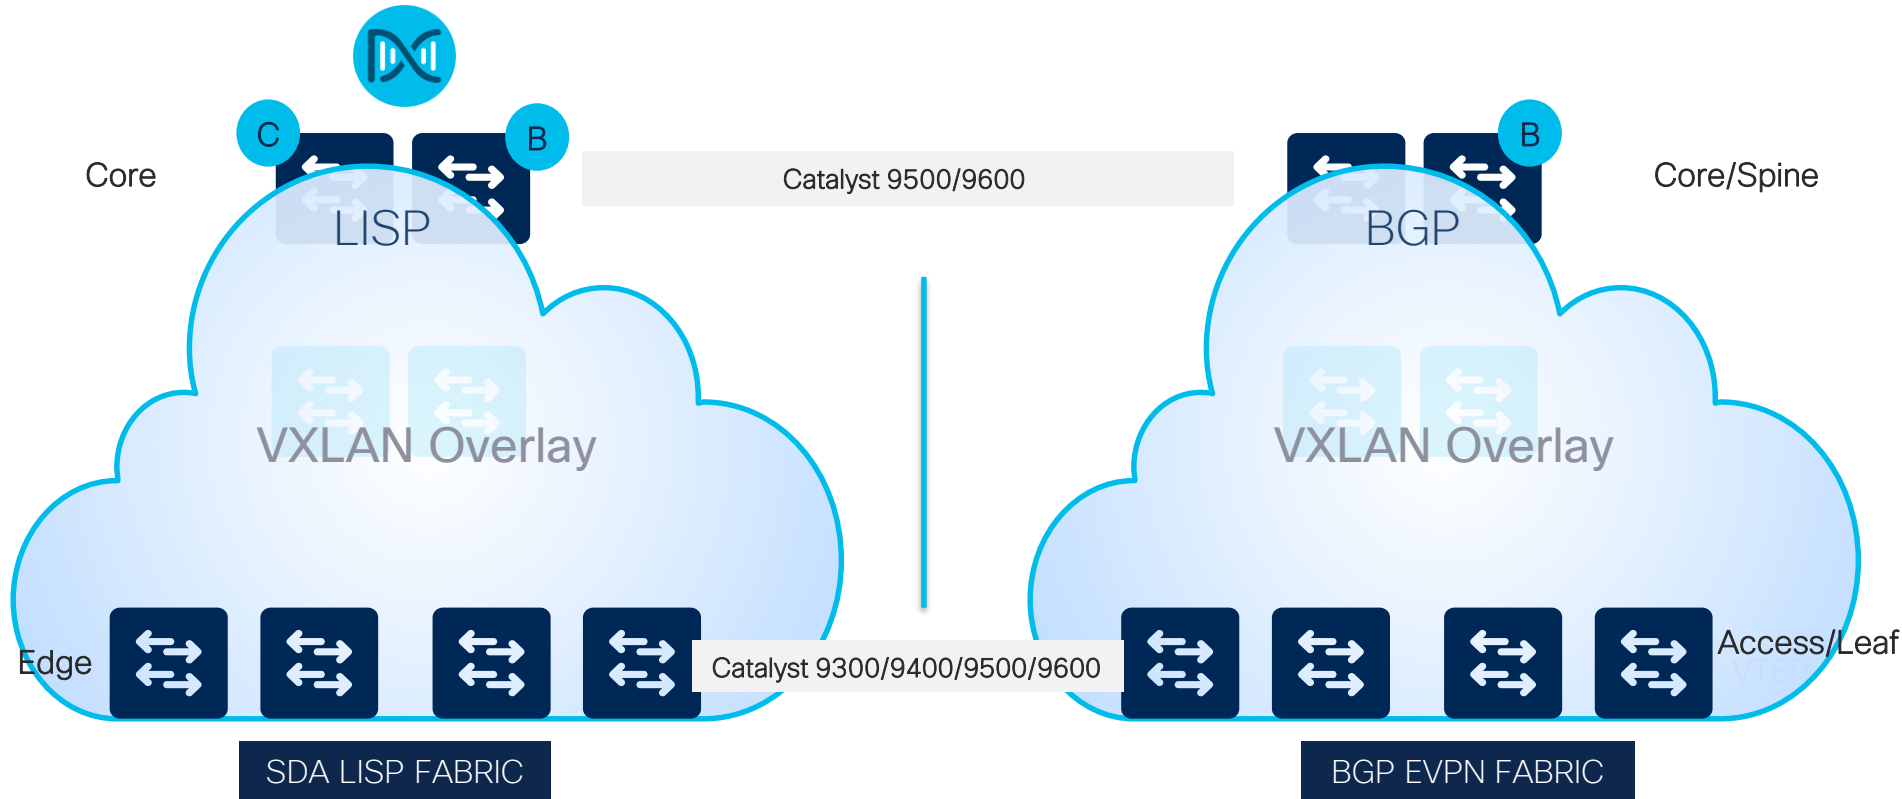 C
B
B
Core
Catalyst 9500/9600
Core/Spine
LISP
BGP
VXLAN Overlay
VXLAN Overlay
Edge
Catalyst 9300/9400/9500/9600
Access/Leaf
VTEP
SDA LISP FABRIC
BGP EVPN FABRIC